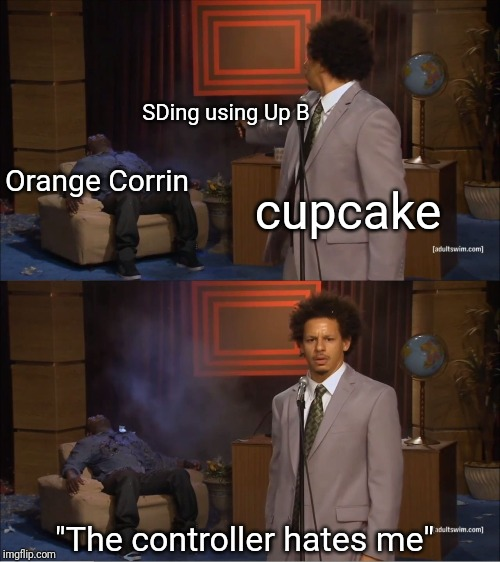 SDing using Up B
Orange Corrin
cupcake
[adultswim.com]
"The controller hates me"
[adultswim.com]
imgflip.com